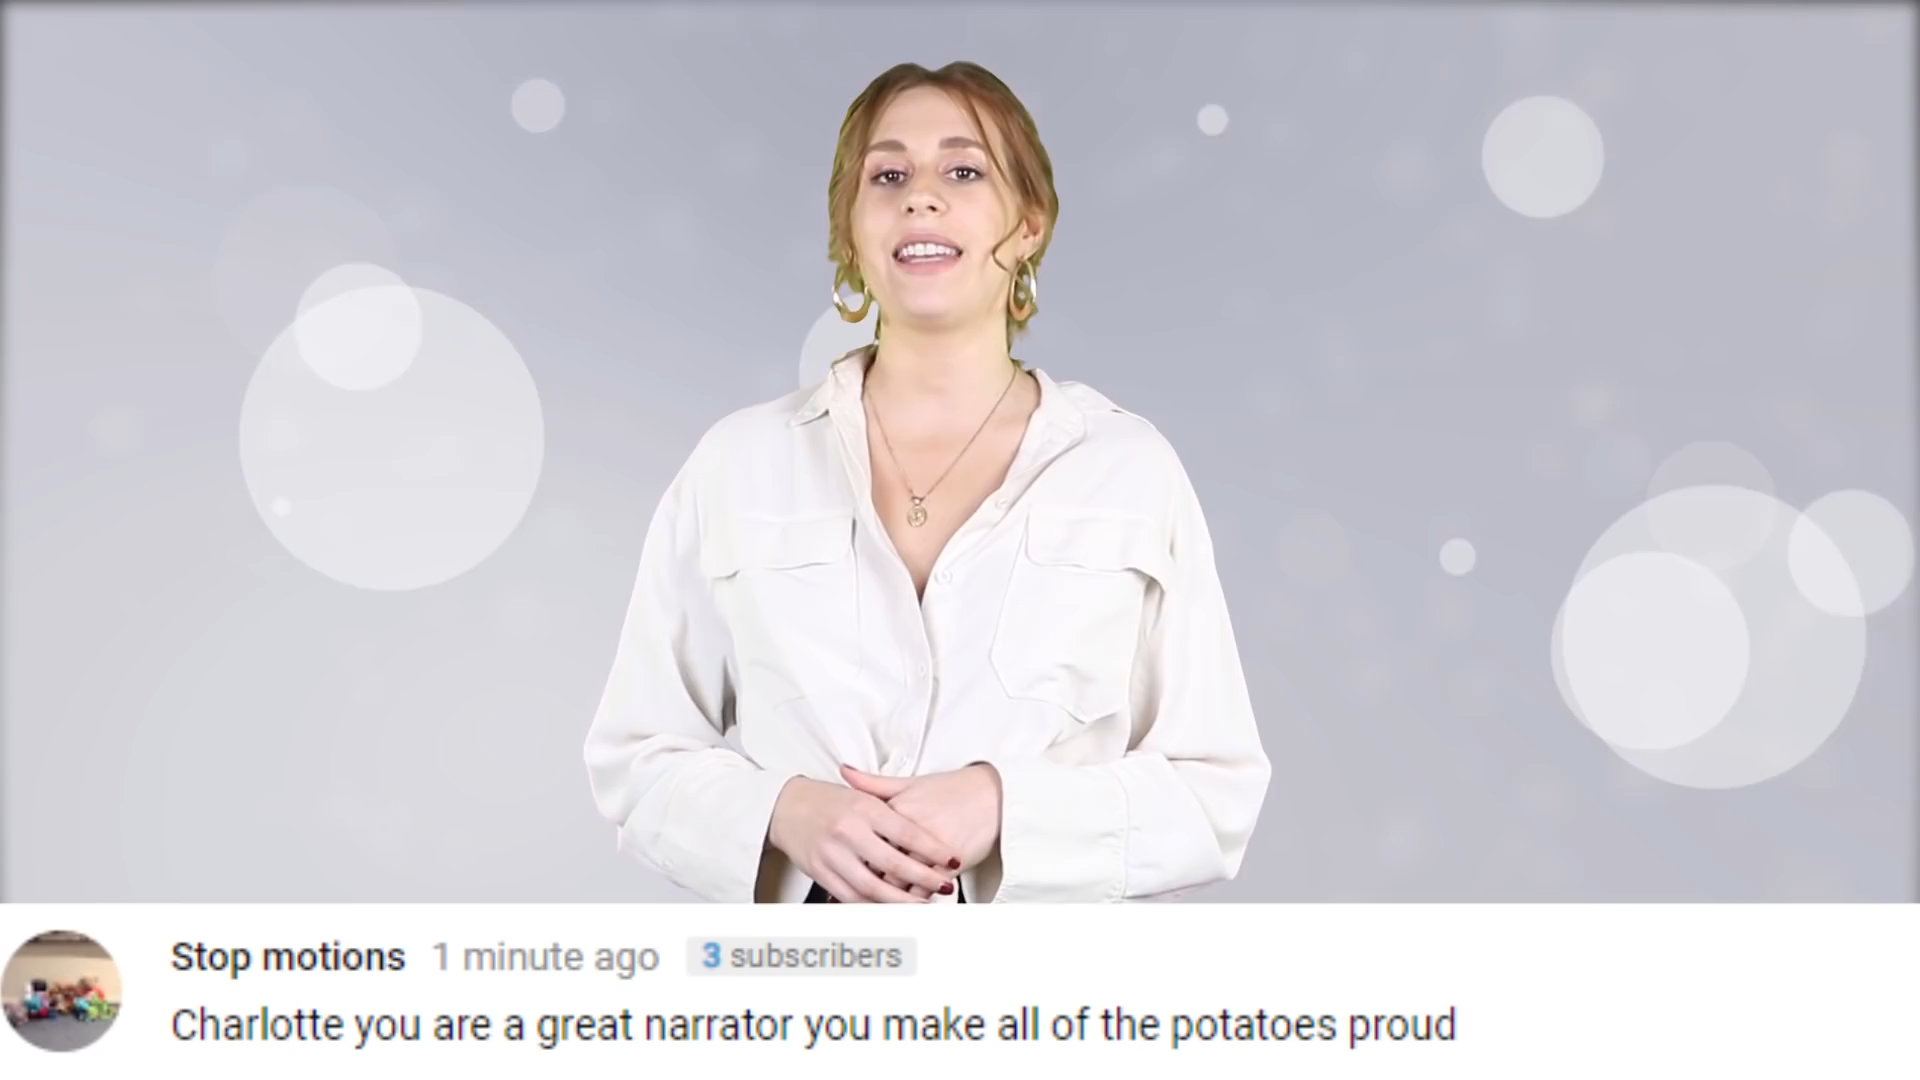 Stop motions 1 minute ago 3 subscribers
Charlotte you are a great narrator you make all of the potatoes proud